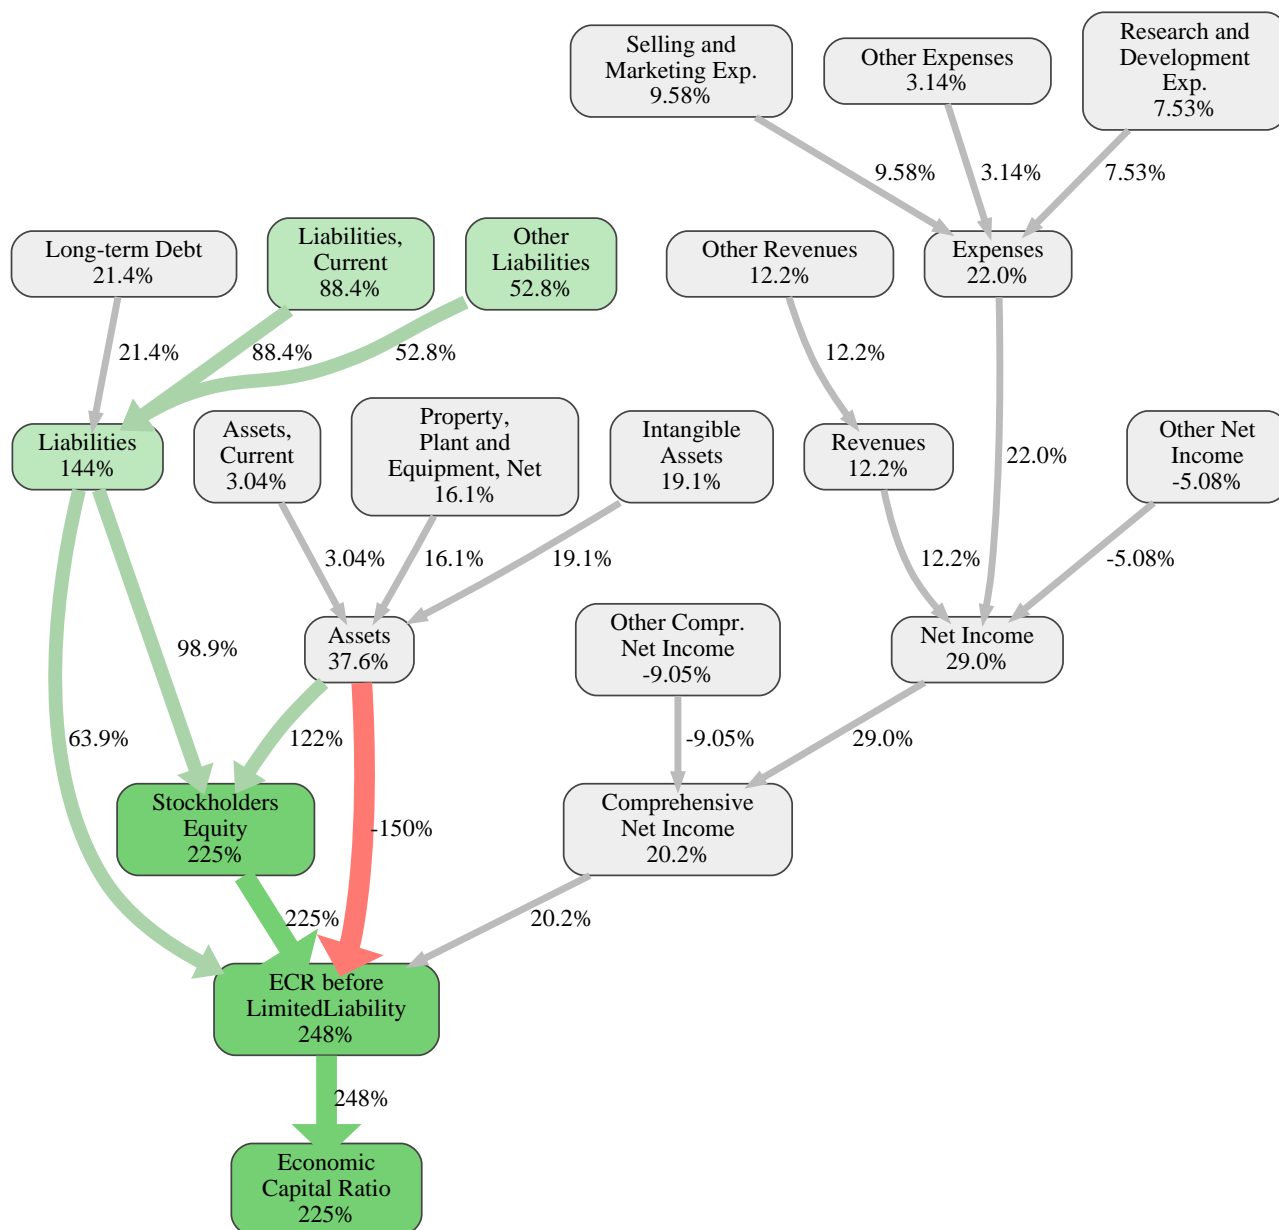 Selling and
Marketing Exp.
9.58%
Other Expenses
3.14%
Research and
Development
Exp.
7.53%
9.58%
3.14%
7.53%
Long-term Debt
21.4%
Liabilities,
Current
88.4%
Other
Liabilities
52.8%
Other Revenues
12.2%
Expenses
22.0%
21.4%
88.4%
52.8%
12.2%
Liabilities
144%
Assets,
Current
3.04%
Property,
Plant and
Equipment, Net
16.1%
Intangible
Assets
19.1%
Revenues
12.2%
22.0%
Other Net
Income
-5.08%
3.04%
16.1%
19.1%
12.2%
-5.08%
98.9%
Assets
37.6%
Other Compr.
Net Income
-9.05%
Net Income
29.0%
63.9%
122%
-9.05%
29.0%
Stockholders
Equity
225%
-150%
Comprehensive
Net Income
20.2%
225%
20.2%
ECR before
LimitedLiability
248%
248%
Economic
Capital Ratio
225%